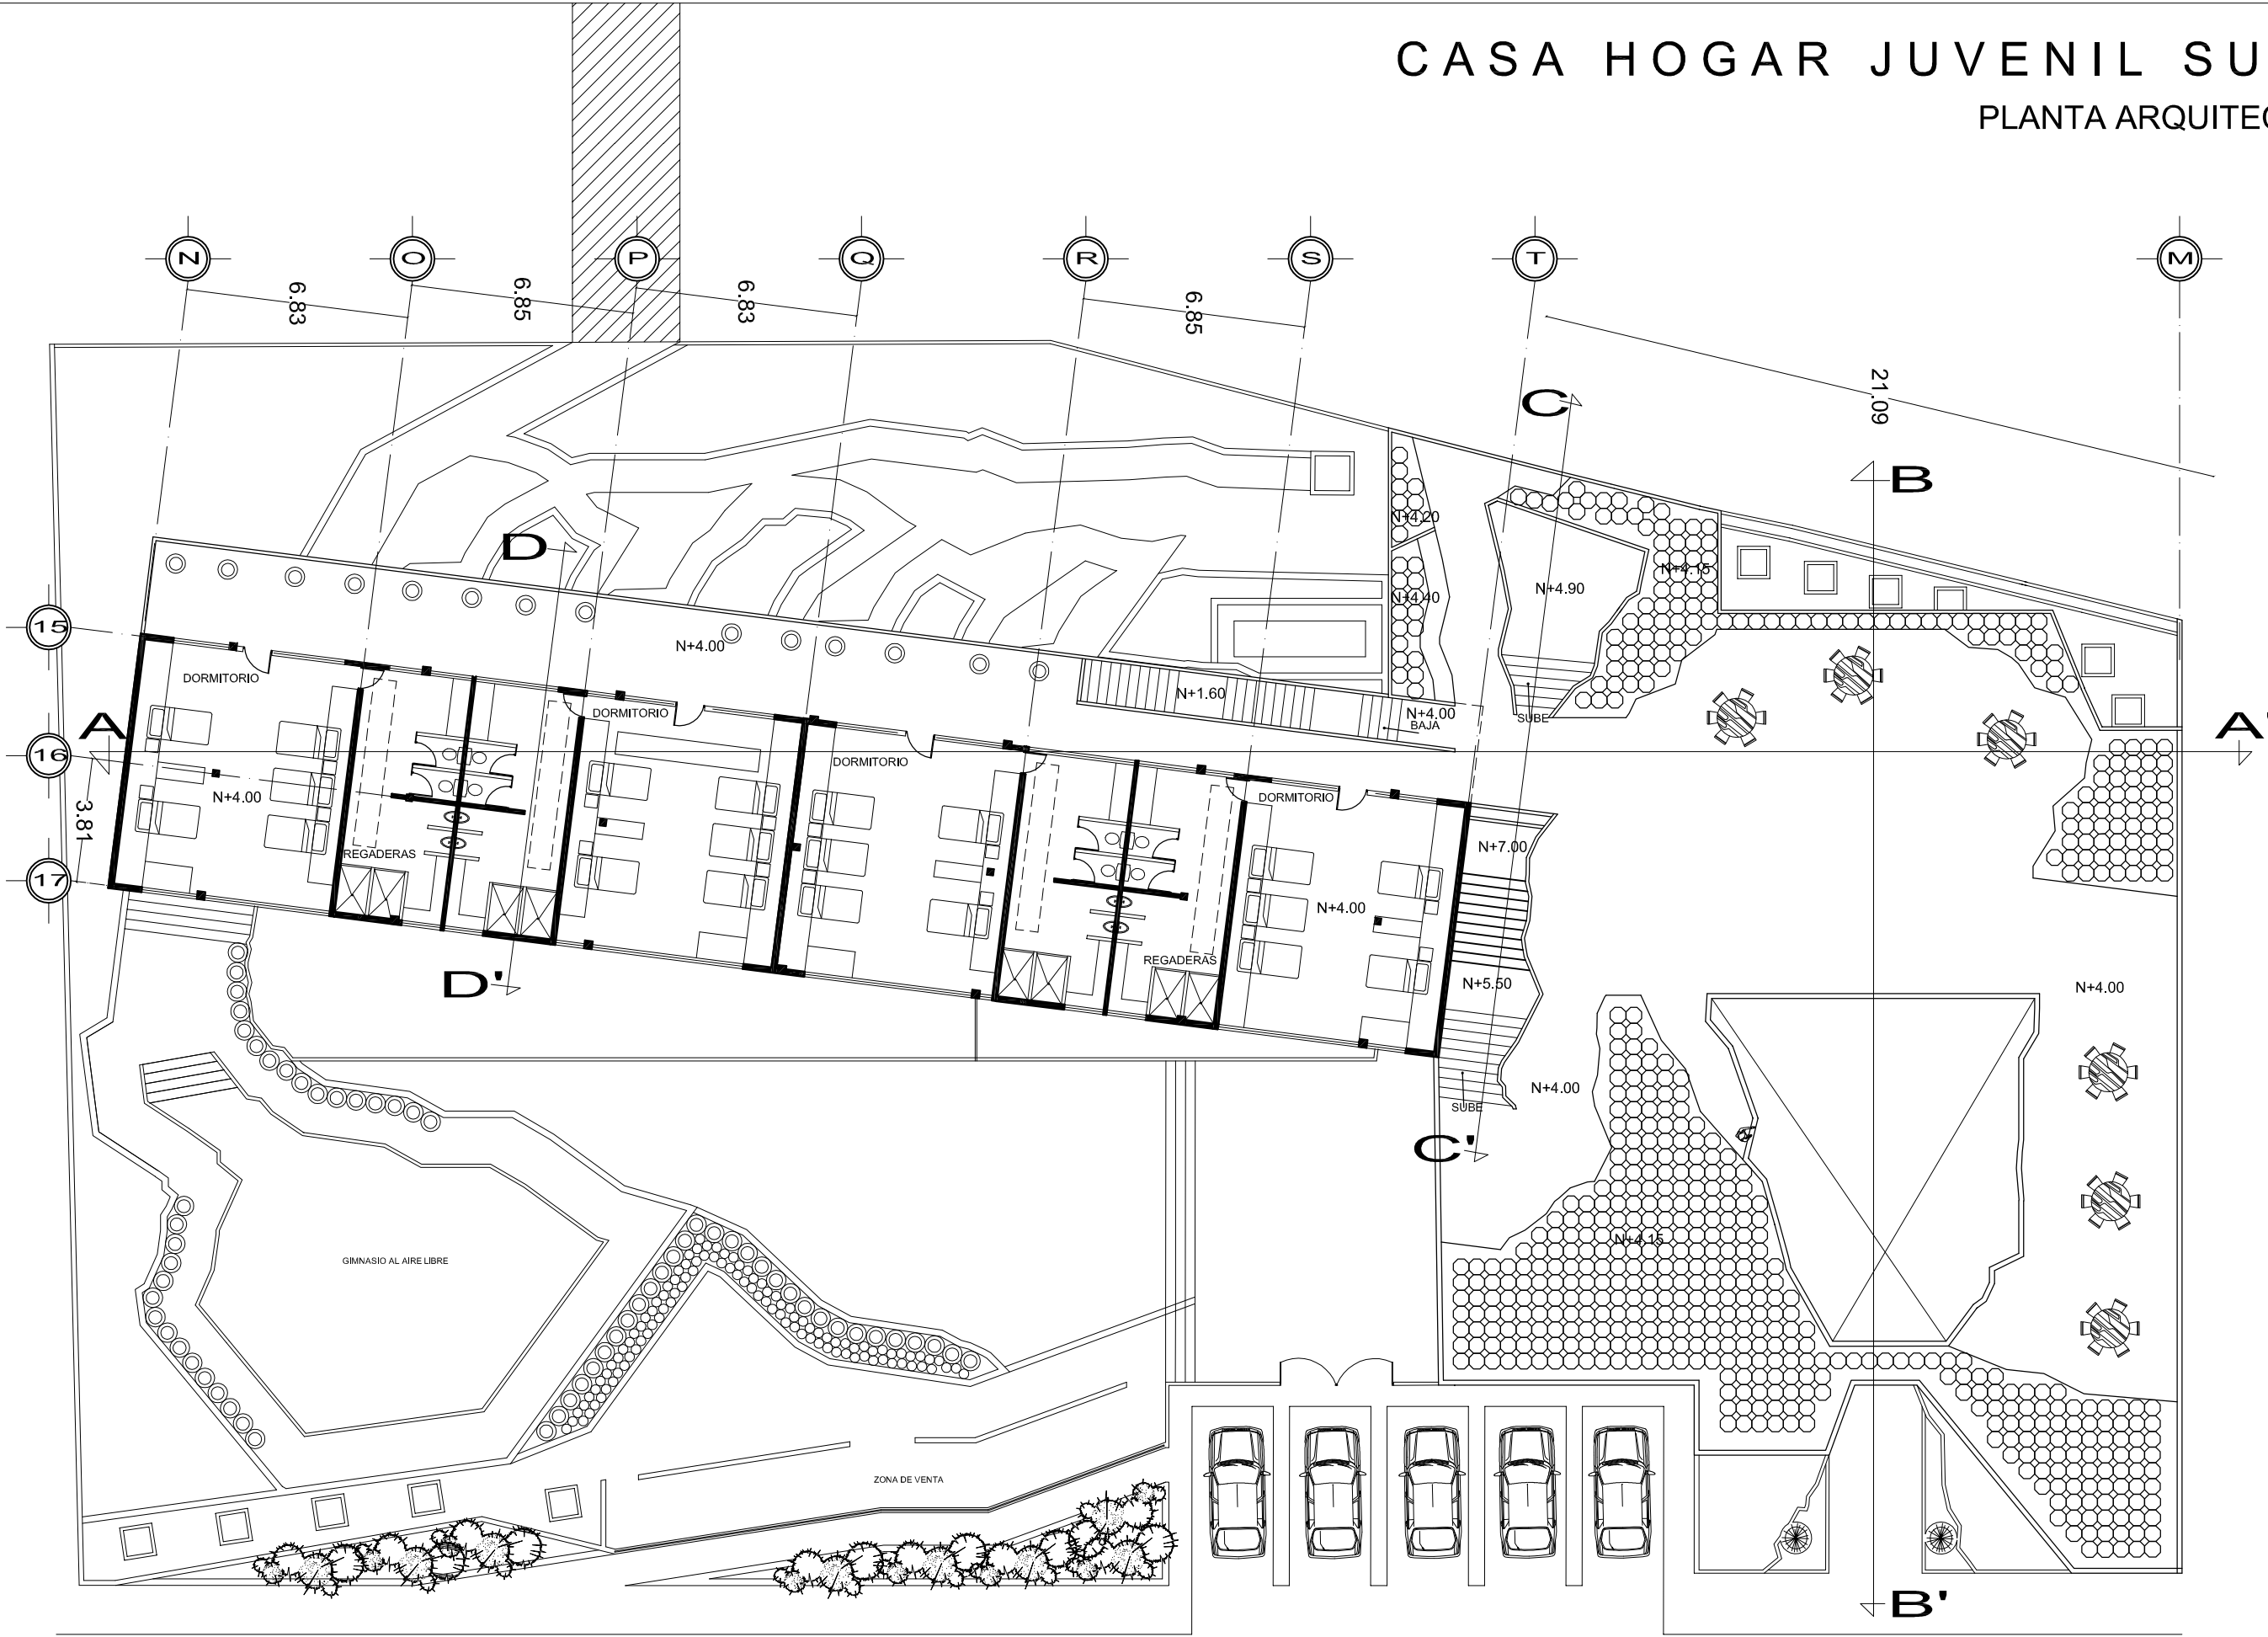 CASA HOGAR JUVENIL SU
PLANTA ARQUITEC
N
O
P
Q
R
S
T
M
6.83
6.85
6.83
6.85
21.09
C
B
N+4.20
D
N+4.15
N+4.90
N+4.40
15
N+4.00
DORMITORIO
N+1.60
DORMITORIO
N+4.00
SUBE
BAJA
A
A'
16
DORMITORIO
N+4.00
DORMITORIO
3.81
N+7.00
REGADERAS
17
N+4.00
REGADERAS
D'
N+5.50
N+4.00
N+4.00
SUBE
C'
N+4.15
GIMNASIO AL AIRE LIBRE
ZONA DE VENTA
B'